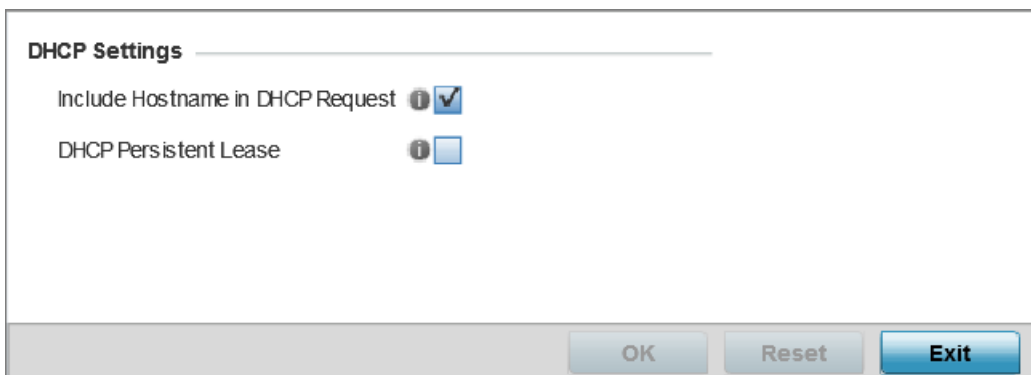 DHCP Settings
Include Hostname in DHCP Request
DHCP Persistent Lease
OK Reset Exit